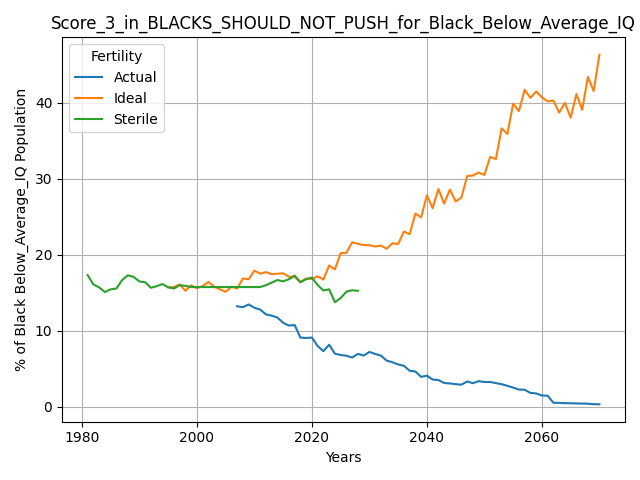 Score_3_in_BLACKS_SHOULD_NOT_PUSH_for_Black_Below_Average_IQ
Fertility
Actual
Ideal
Sterile
% of Black Below_Average_IQ Population
40
30
20
10
0
1980
2000
2020
2040
2060
Years